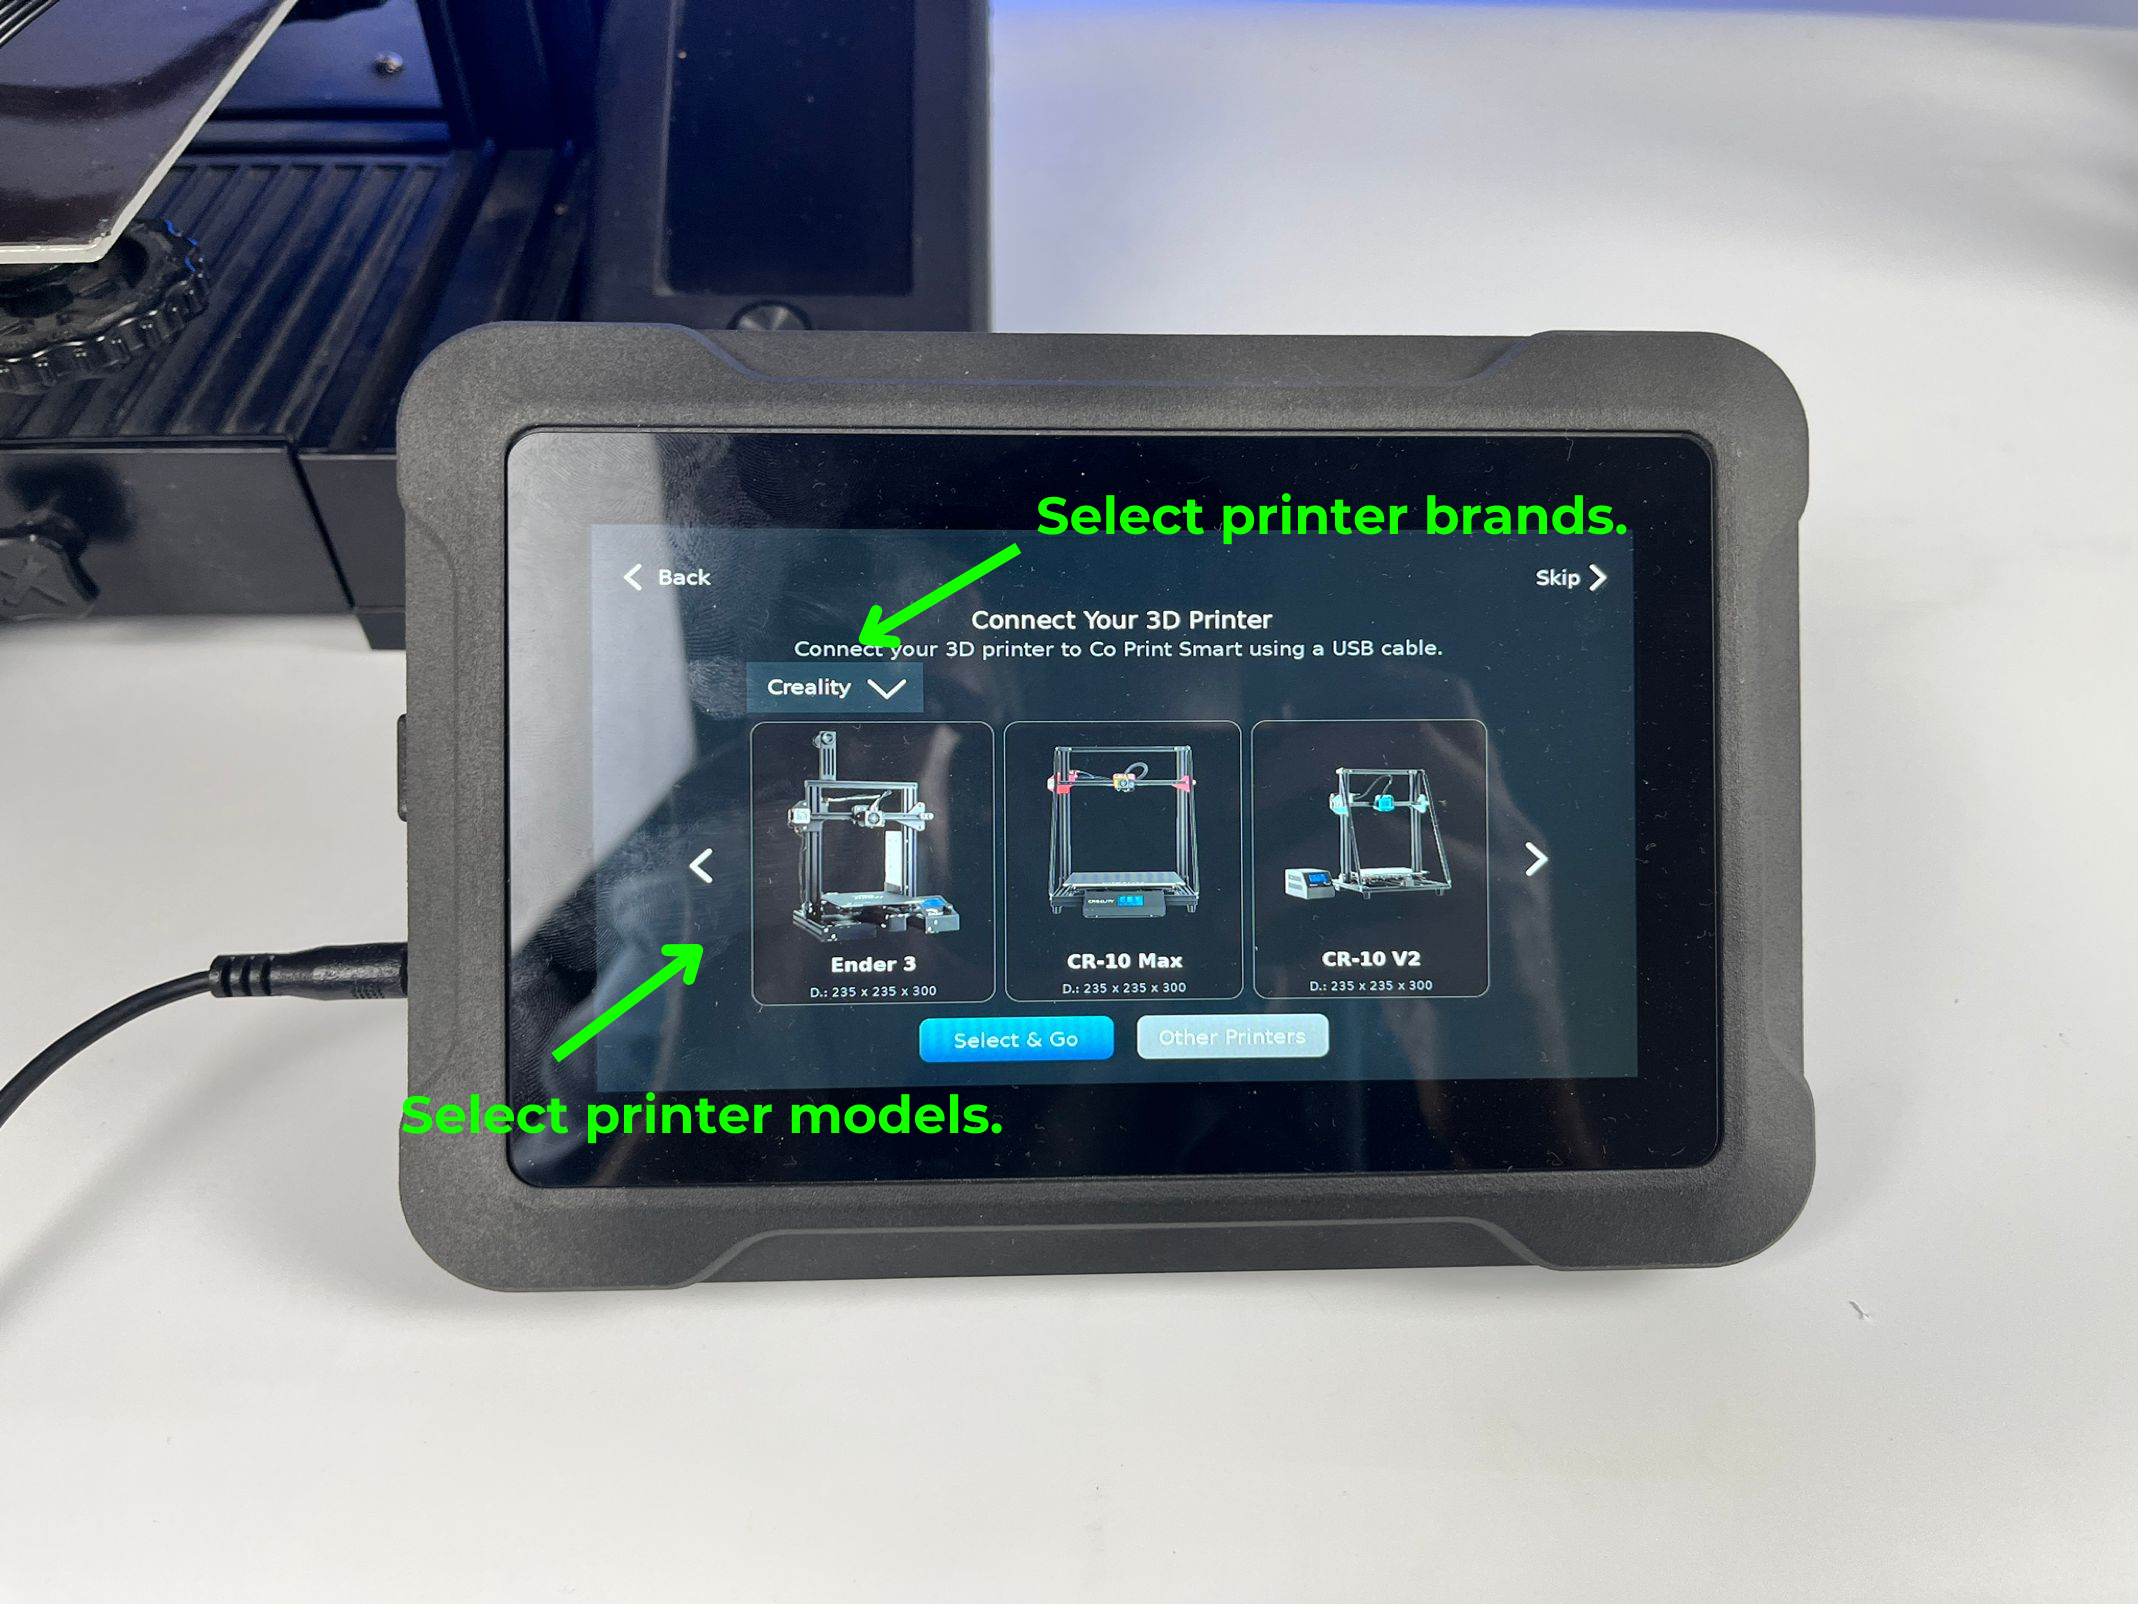 Select printer brands.
Back
Skip
Connect Your 3D Printer
Connect your 3D printer to Co Print Smart using a USB cable.
Creality
Ender 3
D.: 235 x 235 x 300
CR-10 Max
D.: 235 x 235 x 300
CR-10 V2
D.: 235 x 235 x 300
Select & Go
Other Printers
Select printer models.